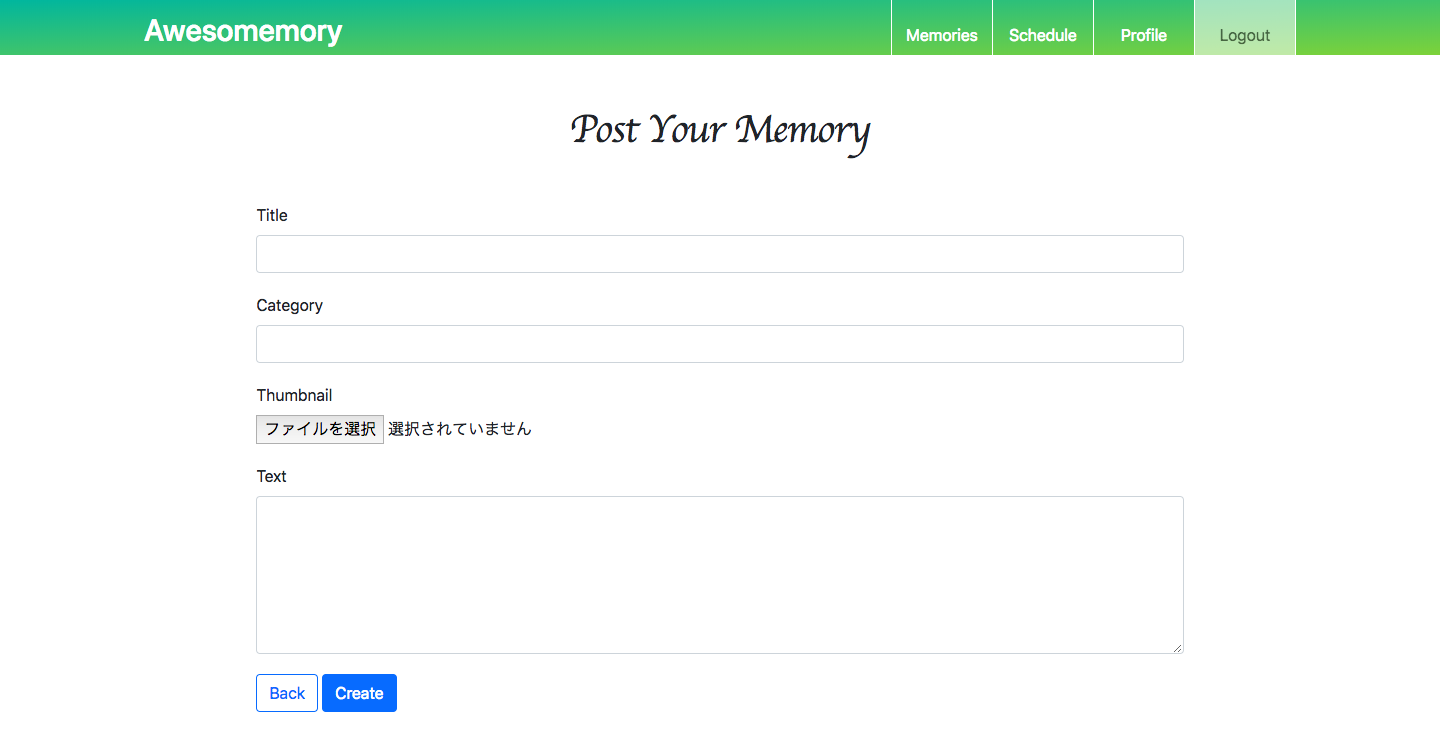 Awesomemory
Memories Schedule Profile Logout
Post Your Memory
Title
Category
Thumbnail
ファイルを選択 選択されていません
Text
Back Create